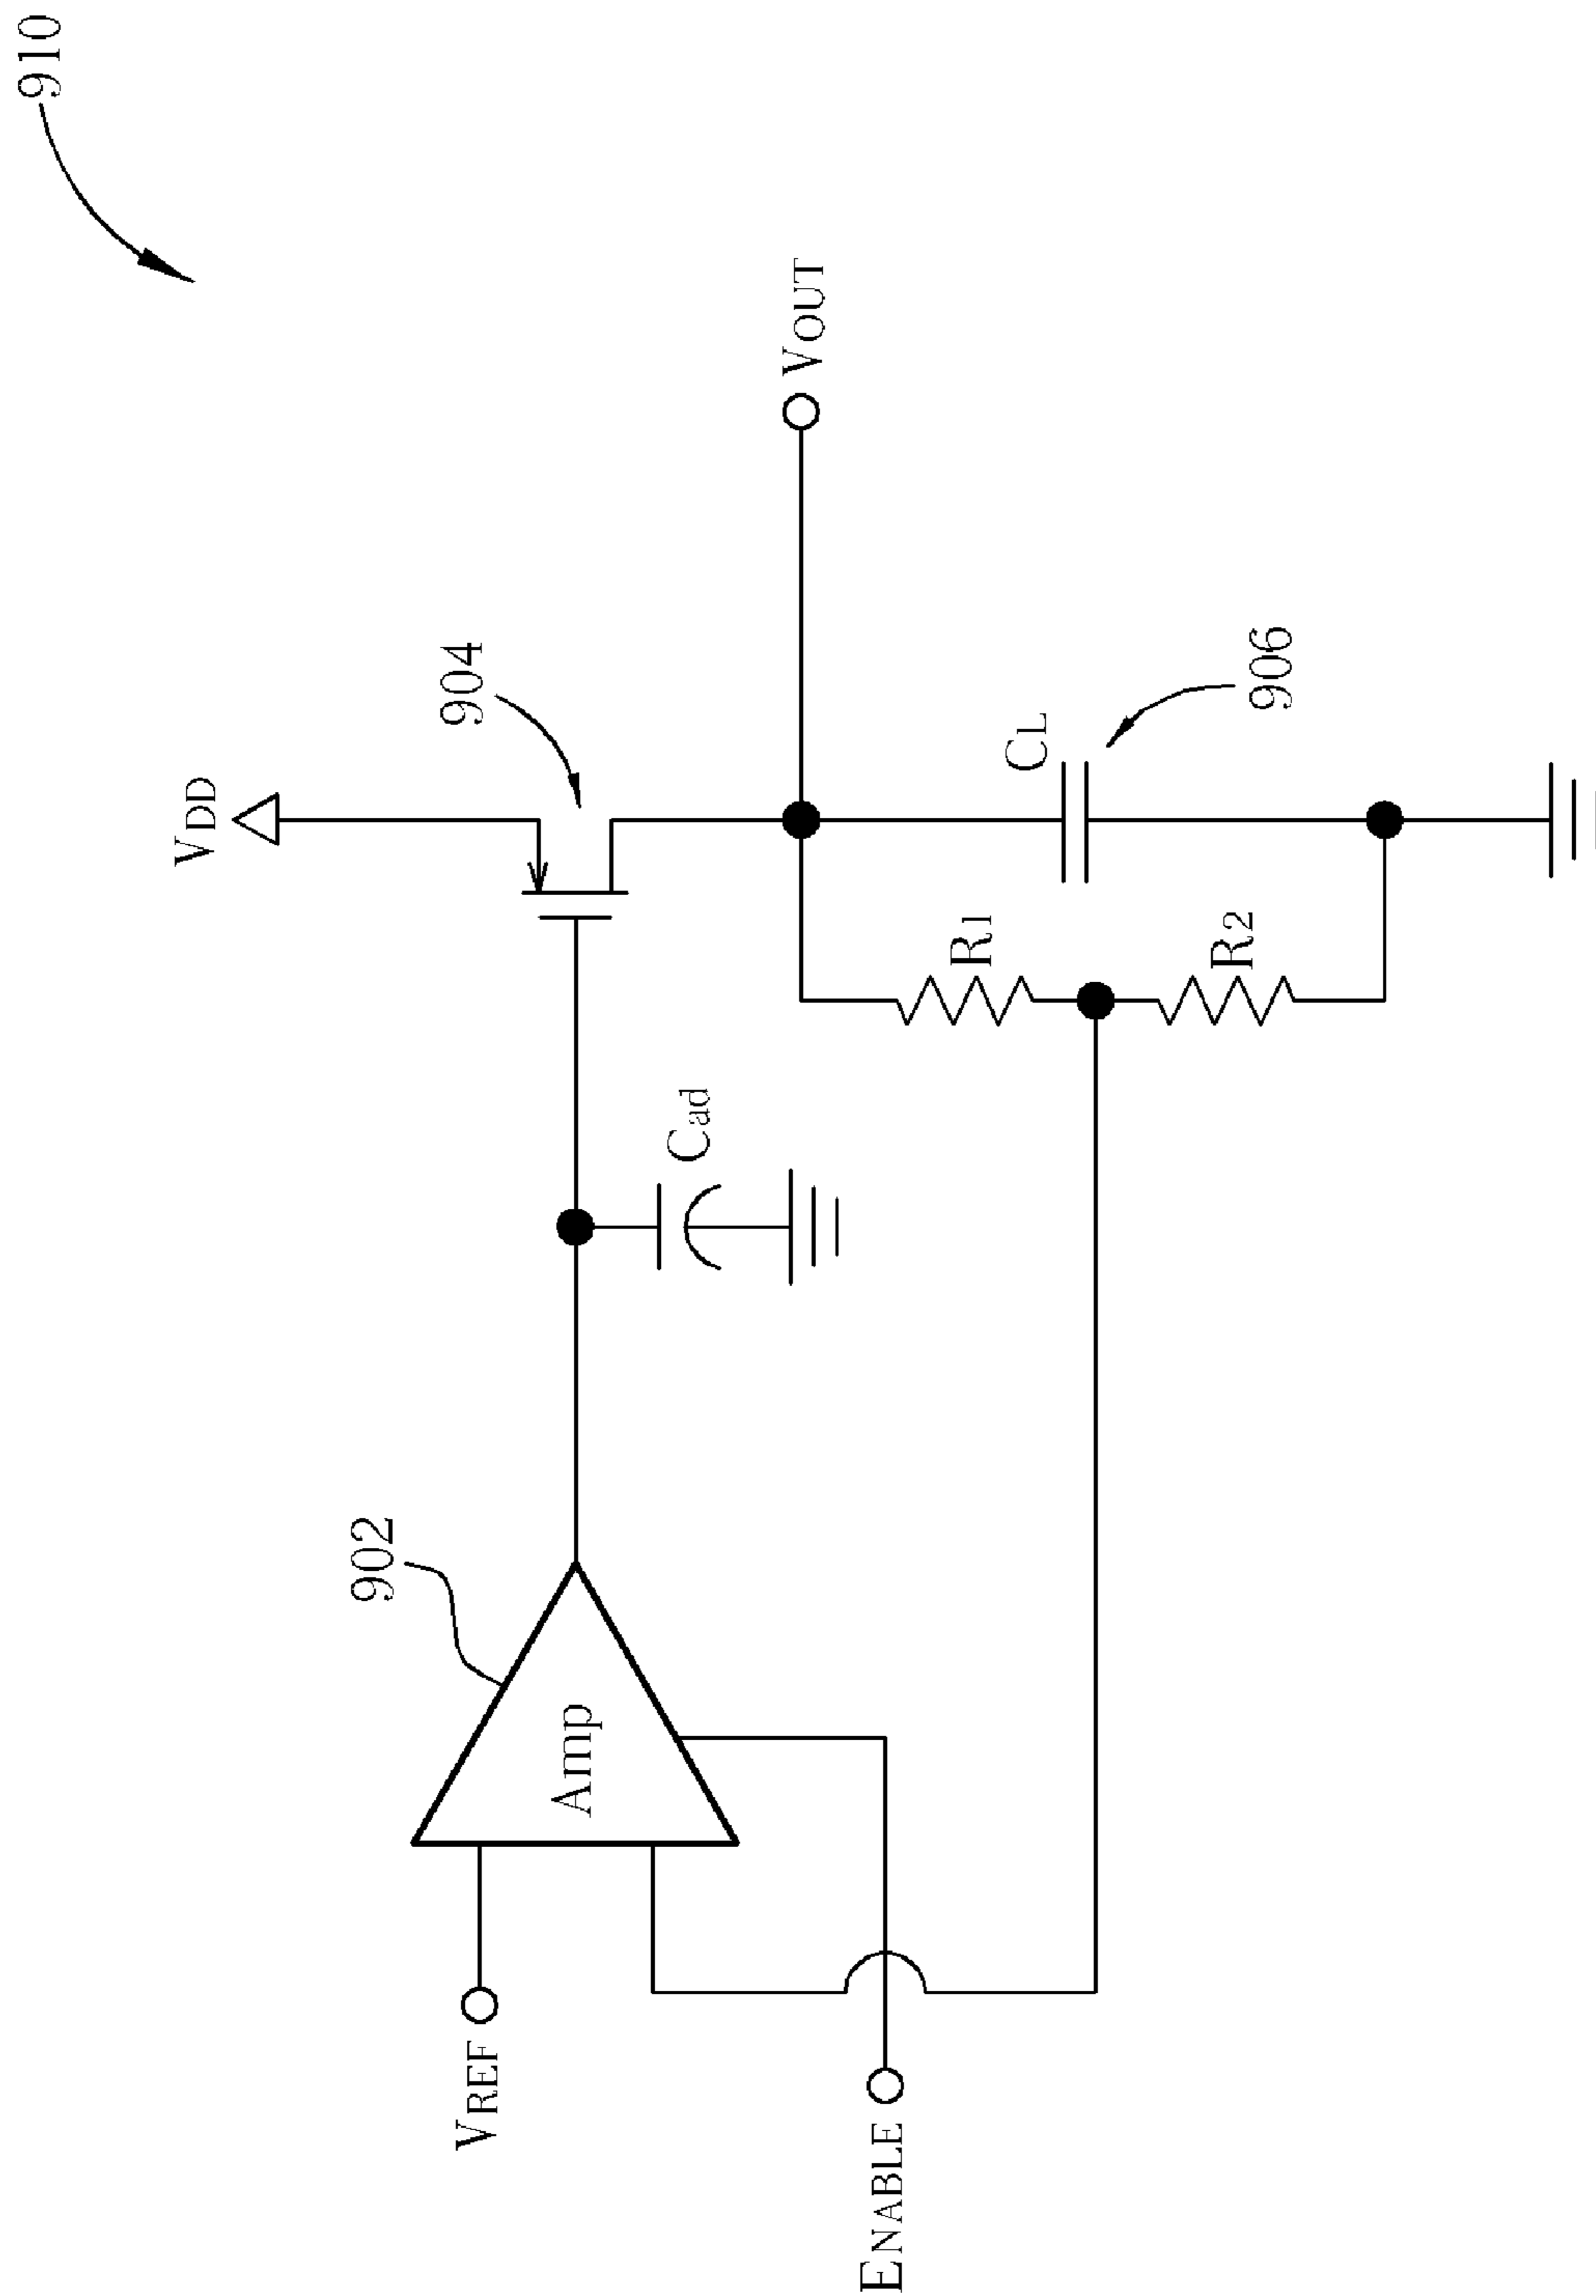 910
VDD
904
VOUT
902
Amp
VREF
Cad
R1
CL
R2
906
ENABLE